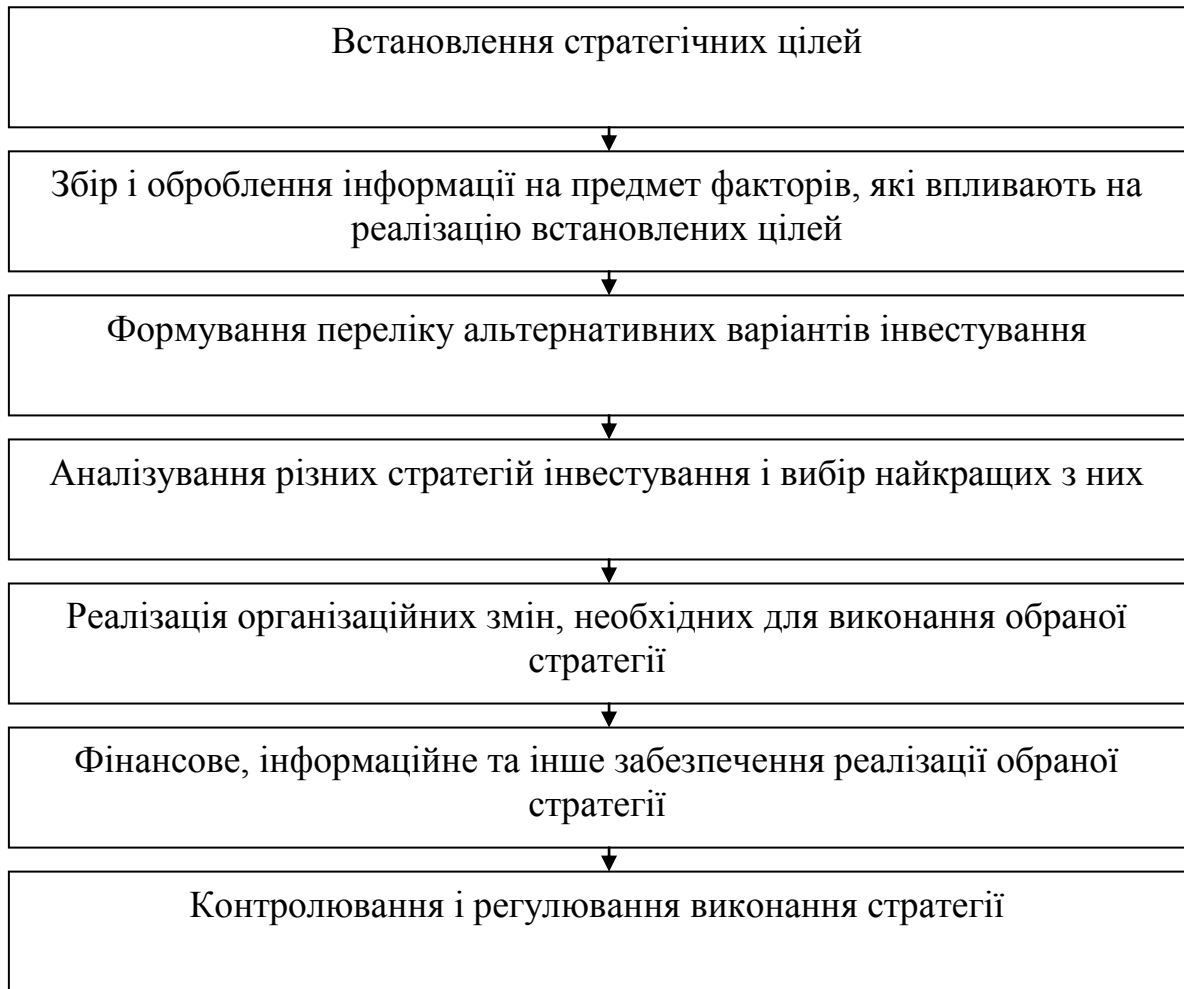 Встановлення стратегічних цілей
Збір і оброблення інформації на предмет факторів, які впливають на
реалізацію встановлених цілей
Формування переліку альтернативних варіантів інвестування
Аналізування різних стратегій інвестування і вибір найкращих з них
Реалізація організаційних змін, необхідних для виконання обраної
стратегії
Фінансове, інформаційне та інше забезпечення реалізації обраної
стратегії
Контролювання і регулювання виконання стратегії